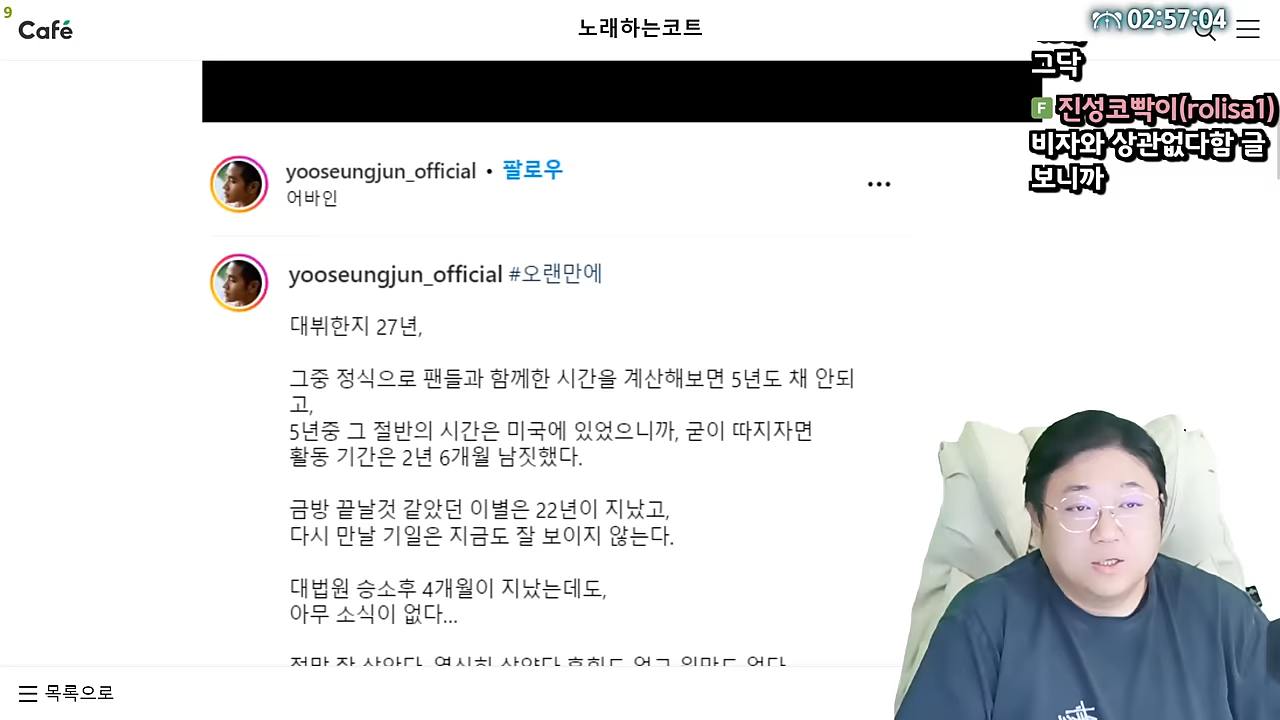 9
Café
노래하는코트
02:57:04
그닥
F 진성코빡이(rolisa1)
비자와 상관없다함 글
보니까
yooseungjun_official • 팔로우
어바인
yooseungjun_official #오랜만에
대뷔한지 27년,
그중 정식으로 팬들과 함께한 시간을 계산해보면 5년도 채 안되
고,
5년중 그 절반의 시간은 미국에 있었으니까, 굳이 따지자면
활동 기간은 2년 6개월 남짓했다.
금방 끝날것 같았던 이별은 22년이 지났고,
다시 만날 기일은 지금도 잘 보이지 않는다.
대법원 승소후 4개월이 지났는데도,
아무 소식이 없다...
목록으로